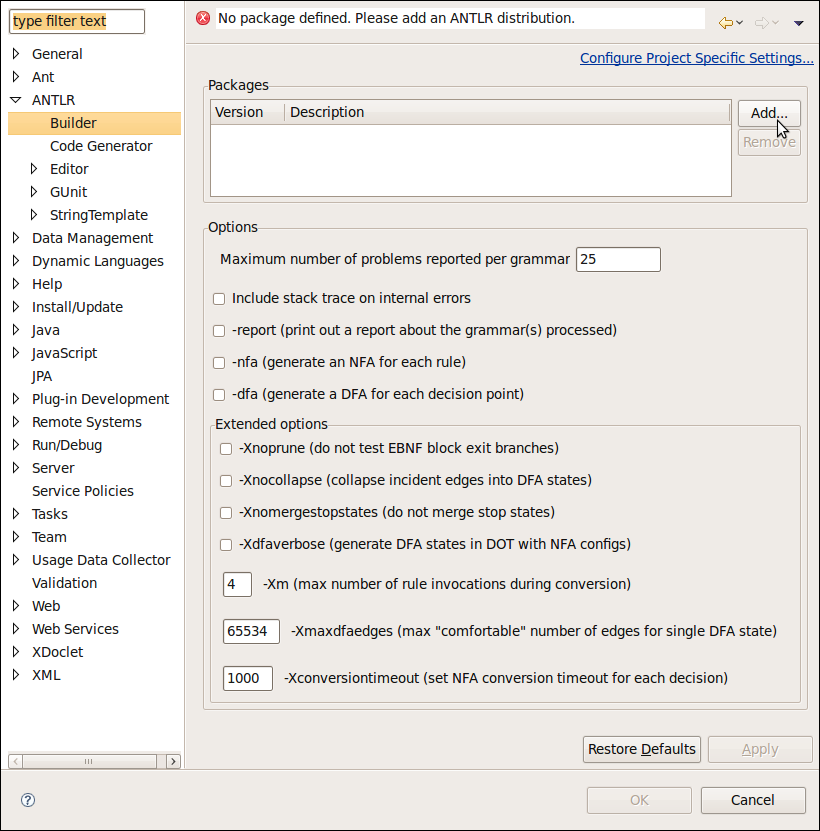 type filter text
General
Ant
ANTLR
Builder
Code Generator
Editor
GUnit
StringTemplate
Data Management
Dynamic Languages
Help
Install/Update
Java
JavaScript
JPA
Plug-in Development
Remote Systems
Run/Debug
Server
Service Policies
Tasks
Team
Usage Data Collector
Validation
Web
Web Services
XDoclet
XML
No package defined. Please add an ANTLR distribution.
Configure Project Specific Settings...
Packages
Version Description
Add...
Remove
Options
Maximum number of problems reported per grammar 25
Include stack trace on internal errors
-report (print out a report about the grammar(s) processed)
-nfa (generate an NFA for each rule)
-dfa (generate a DFA for each decision point)
Extended options
-Xnoprune (do not test EBNF block exit branches)
-Xnocollapse (collapse incident edges into DFA states)
-Xnomergestopstates (do not merge stop states)
-Xdfaverbose (generate DFA states in DOT with NFA configs)
4 -Xm (max number of rule invocations during conversion)
65534 -Xmaxdfaedges (max "comfortable" number of edges for single DFA state)
1000 -Xconversiontimeout (set NFA conversion timeout for each decision)
Restore Defaults Apply
? OK Cancel